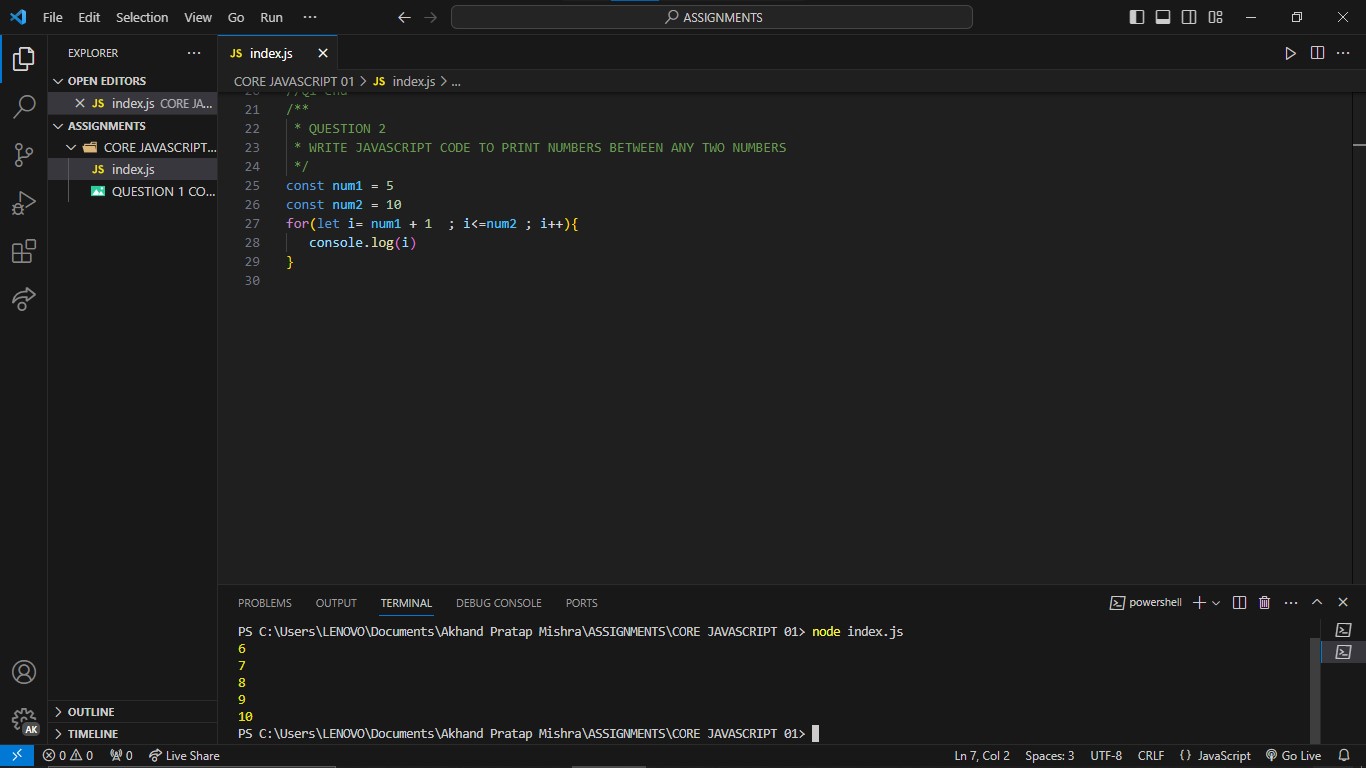 File Edit Selection View Go Run ··· ASSIGNMENTS
EXPLORER ···
JS index.js
OPEN EDITORS
JS index.js CORE JA...
ASSIGNMENTS
CORE JAVASCRIPT...
JS index.js
QUESTION 1 CO...
OUTLINE
TIMELINE
AK
CORE JAVASCRIPT 01 > JS index.js > ...
20 //Q1 end
21 /**
22 * QUESTION 2
23 * WRITE JAVASCRIPT CODE TO PRINT NUMBERS BETWEEN ANY TWO NUMBERS
24 */
25 const num1 = 5
26 const num2 = 10
27 for(let i= num1 + 1  ; i<=num2 ; i++){
28 console.log(i)
29 }
30
PROBLEMS OUTPUT TERMINAL DEBUG CONSOLE PORTS powershell
PS C:\Users\LENOVO\Documents\Akhand Pratap Mishra\ASSIGNMENTS\CORE JAVASCRIPT 01> node index.js
6
7
8
9
10
PS C:\Users\LENOVO\Documents\Akhand Pratap Mishra\ASSIGNMENTS\CORE JAVASCRIPT 01>
0 0 0 Live Share Ln 7, Col 2 Spaces: 3 UTF-8 CRLF {} JavaScript Go Live